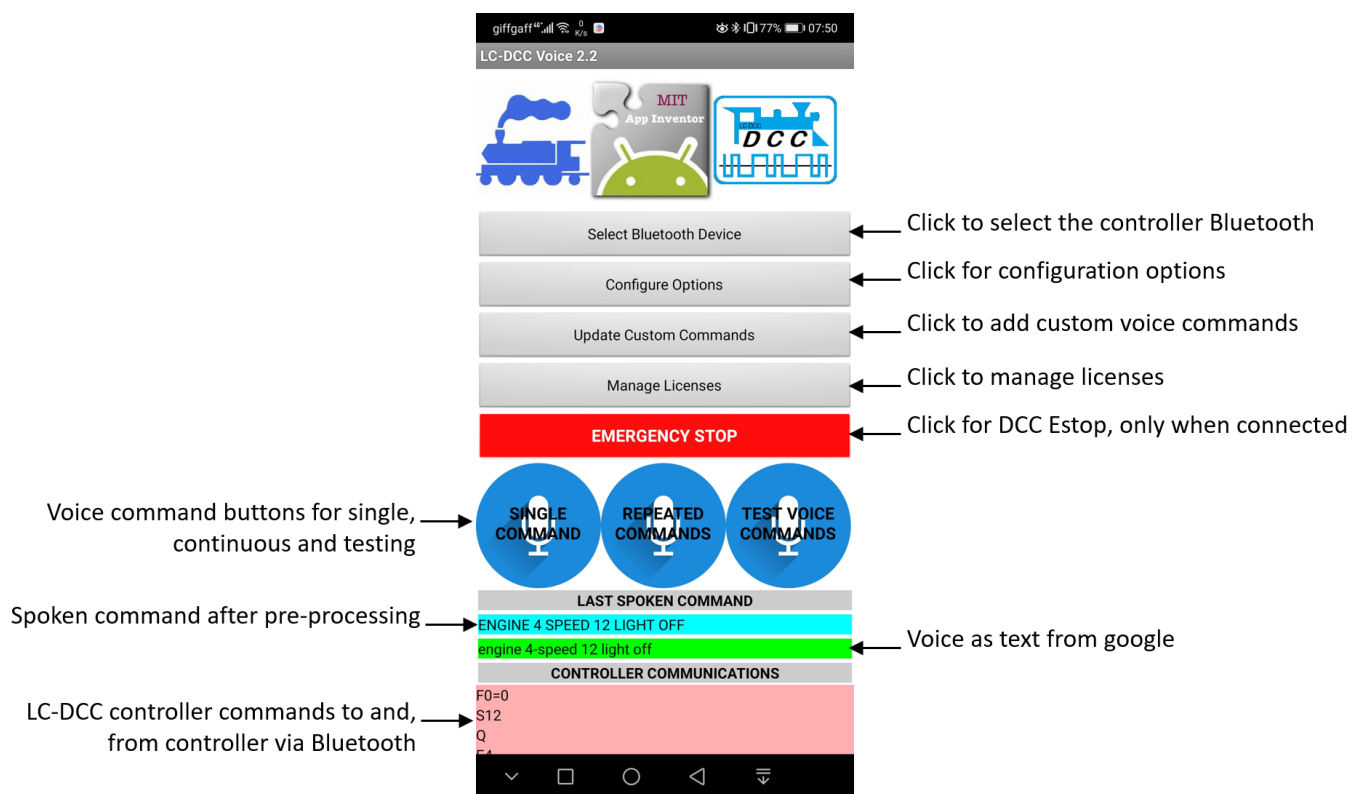 giffgaff 4G+ 0 K/s 77% 07:50
LC-DCC Voice 2.2
MIT
App Inventor
LC-DCC
DCC
Select Bluetooth Device
Click to select the controller Bluetooth
Configure Options
Click for configuration options
Update Custom Commands
Click to add custom voice commands
Manage Licenses
Click to manage licenses
EMERGENCY STOP
Click for DCC Estop, only when connected
Voice command buttons for single,
continuous and testing
SINGLE
COMMAND
REPEATED
COMMANDS
TEST VOICE
COMMANDS
LAST SPOKEN COMMAND
Spoken command after pre-processing
ENGINE 4 SPEED 12 LIGHT OFF
engine 4-speed 12 light off
Voice as text from google
CONTROLLER COMMUNICATIONS
LC-DCC controller commands to and,
from controller via Bluetooth
F0=0
S12
Q